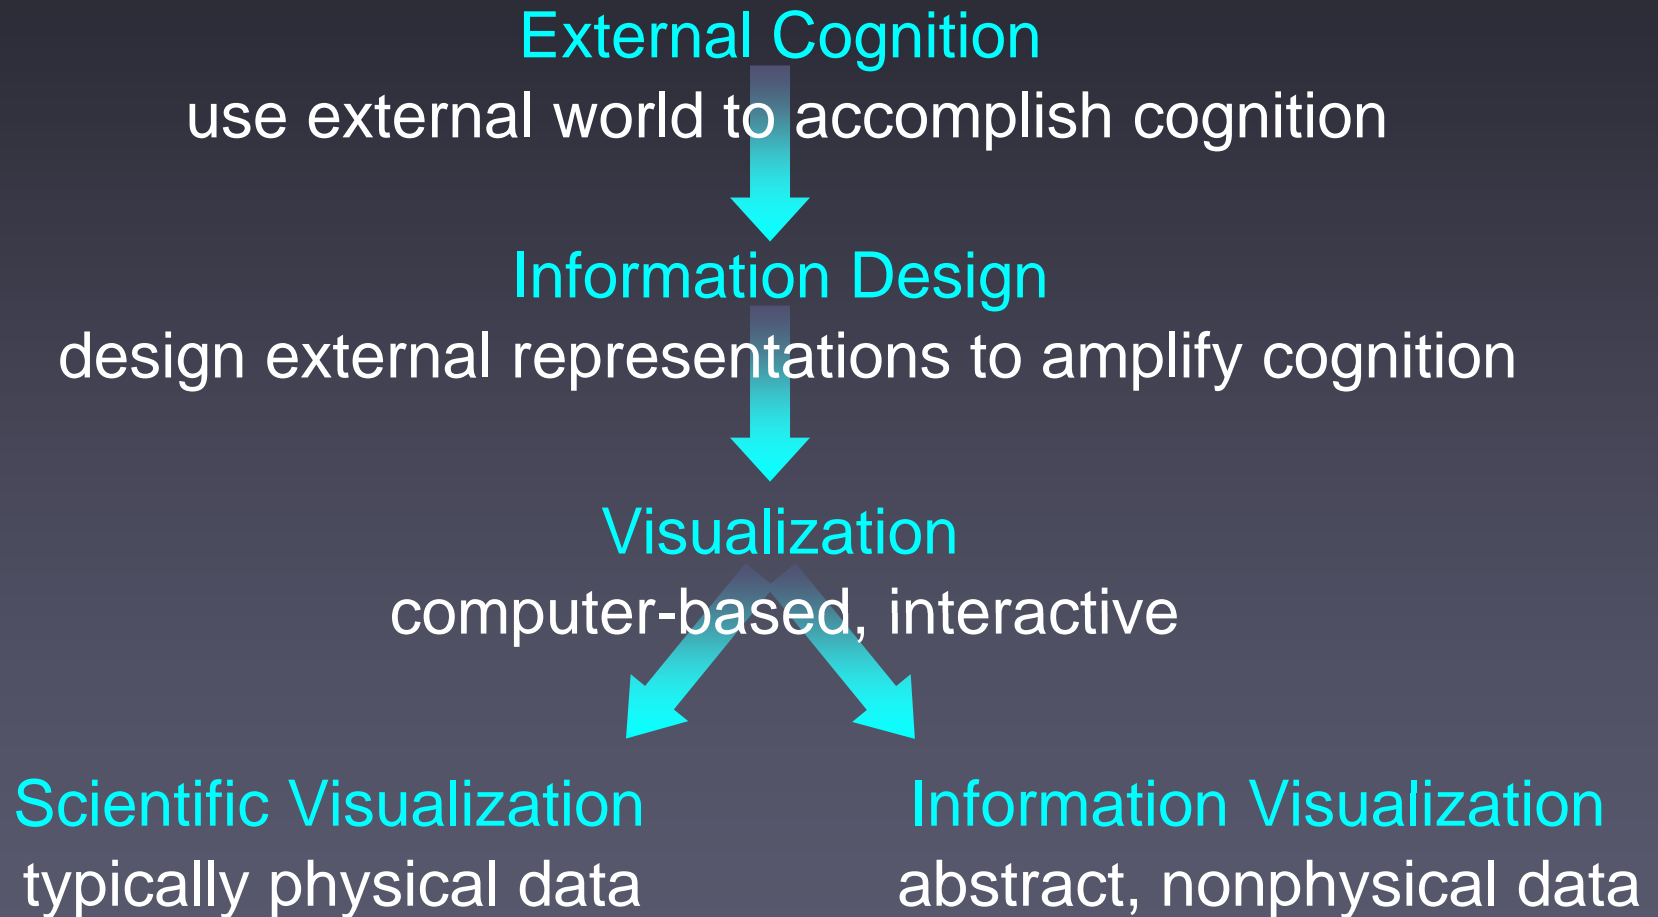 External Cognition
use external world to accomplish cognition
Information Design
design external representations to amplify cognition
Visualization
computer-based, interactive
Scientific Visualization
typically physical data
Information Visualization
abstract, nonphysical data